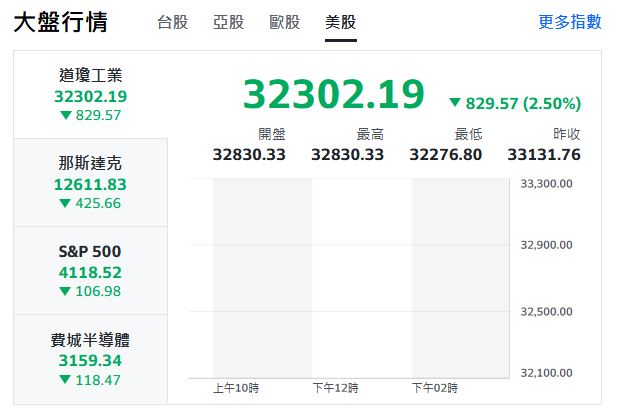 大盤行情 台股 亞股 歐股 美股 更多指數
道瓊工業
32302.19
▼ 829.57
那斯達克
12611.83
▼ 425.66
S&P 500
4118.52
▼ 106.98
費城半導體
3159.34
▼ 118.47
32302.19 ▼ 829.57 (2.50%)
開盤 最高 最低 昨收
32830.33 32830.33 32276.80 33131.76
33,300.00
32,900.00
32,500.00
32,100.00
上午10時 下午12時 下午02時